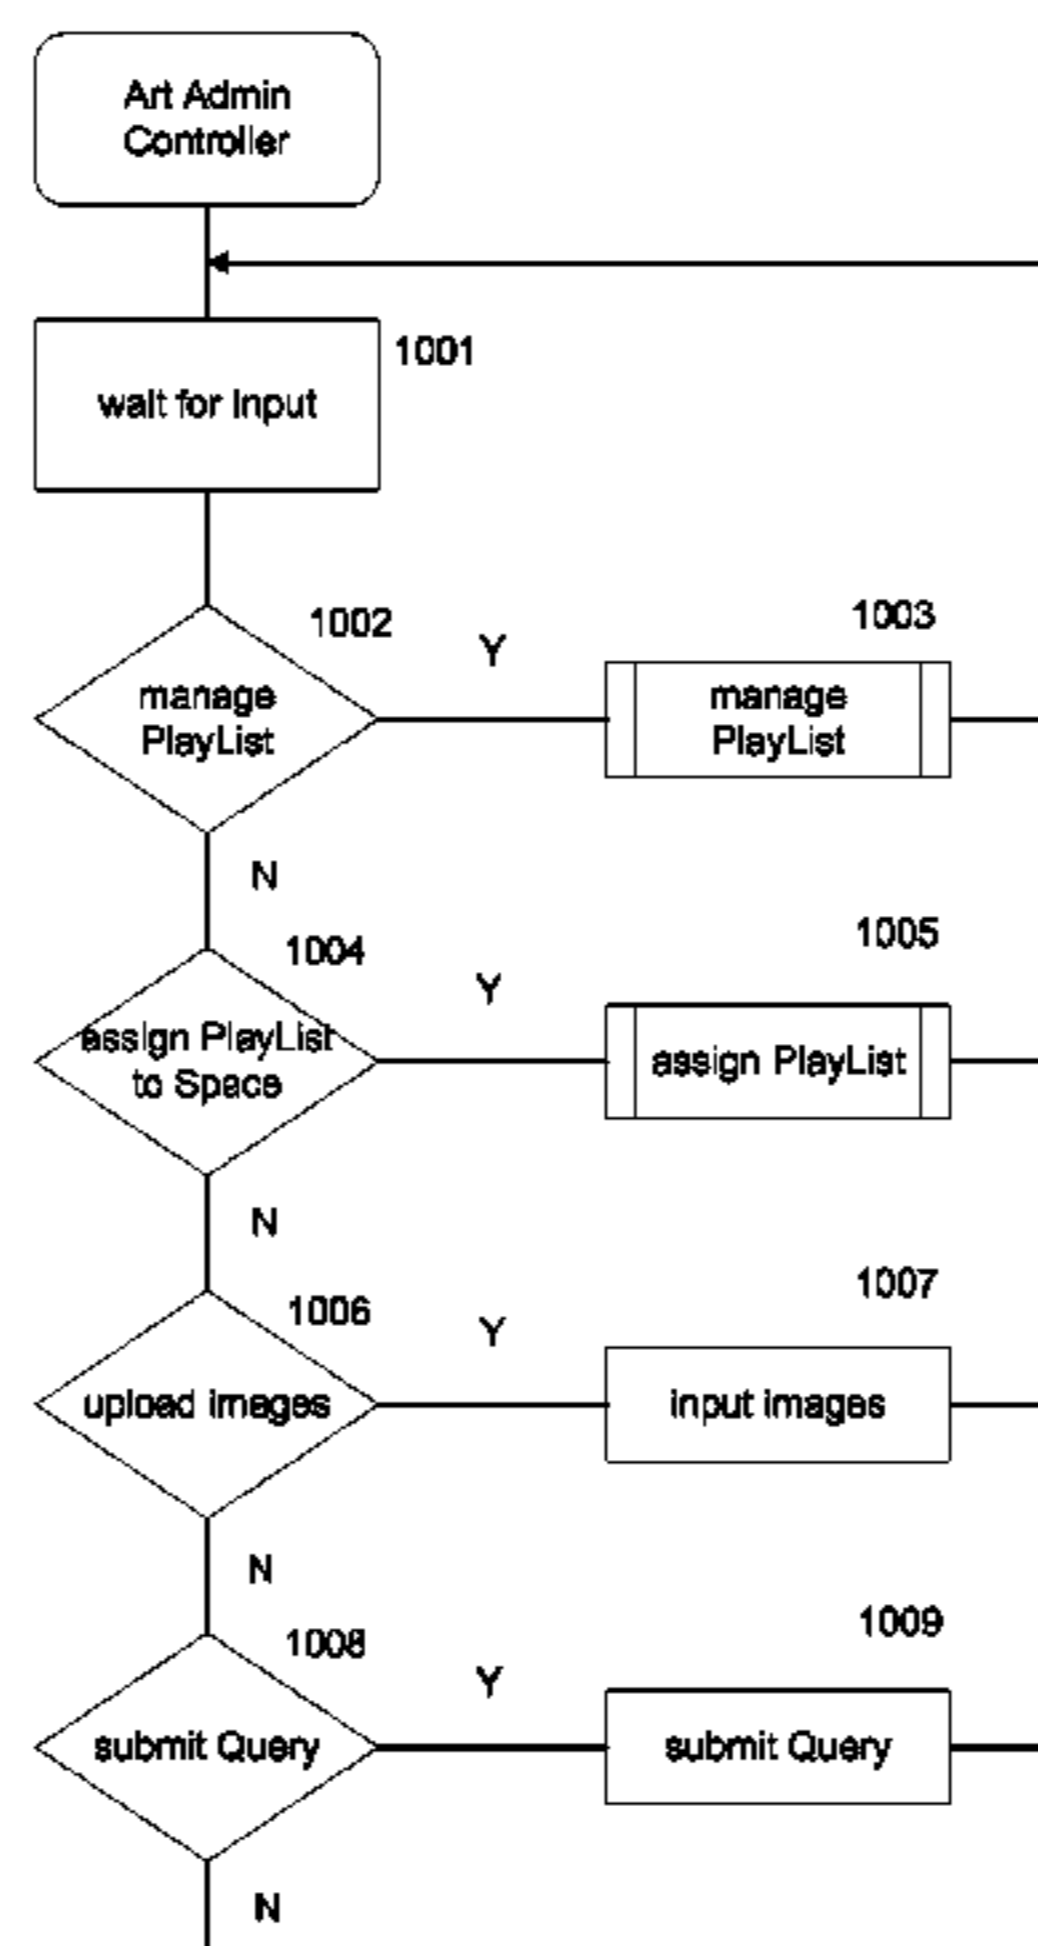 Art Admin
Controller
1001
wait for Input
1002
Y
1003
manage
PlayList
manage
PlayList
N
1004
Y
1005
assign PlayList
to Space
assign PlayList
N
1006
Y
1007
upload images
input images
N
1008
Y
1009
submit Query
submit Query
N